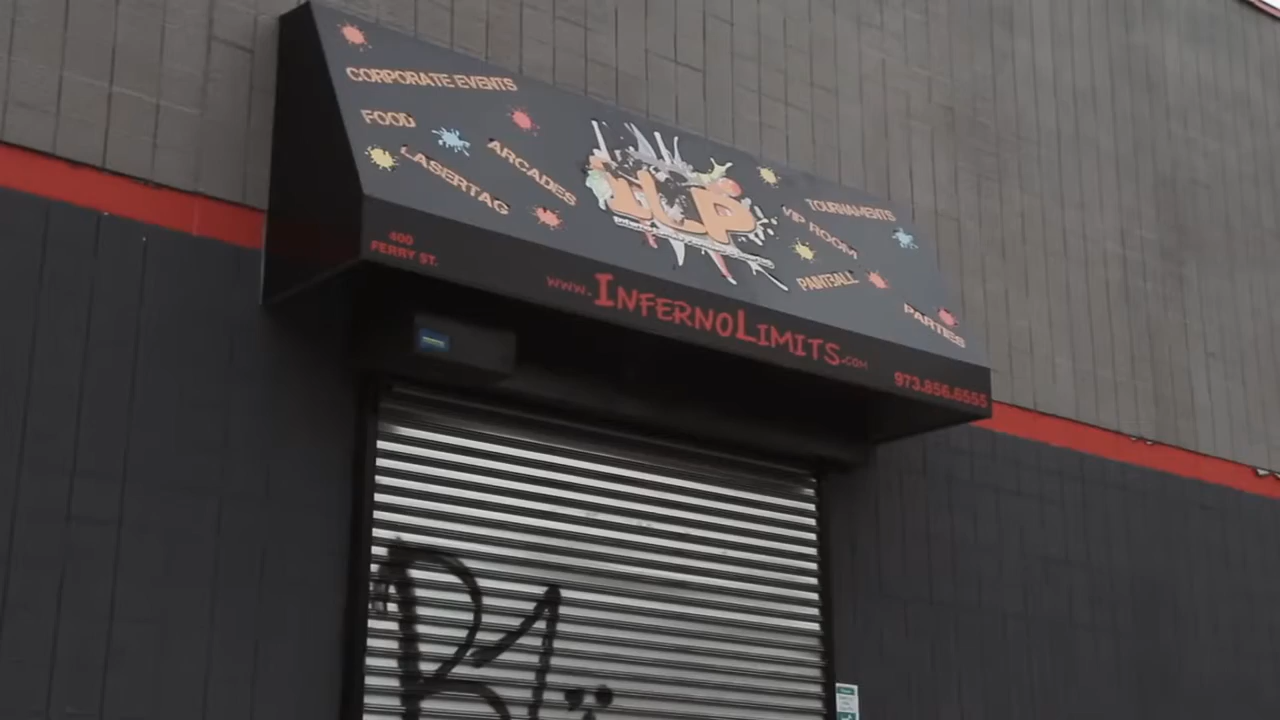 CORPORATE EVENTS
FOOD
ARCADES
LASERTAG
ILP
TOURNAMENTS
VIP ROOM
PAINTBALL
PARTIES
400
FERRY ST.
www.INFERNOLIMITS.com
973.856.6555